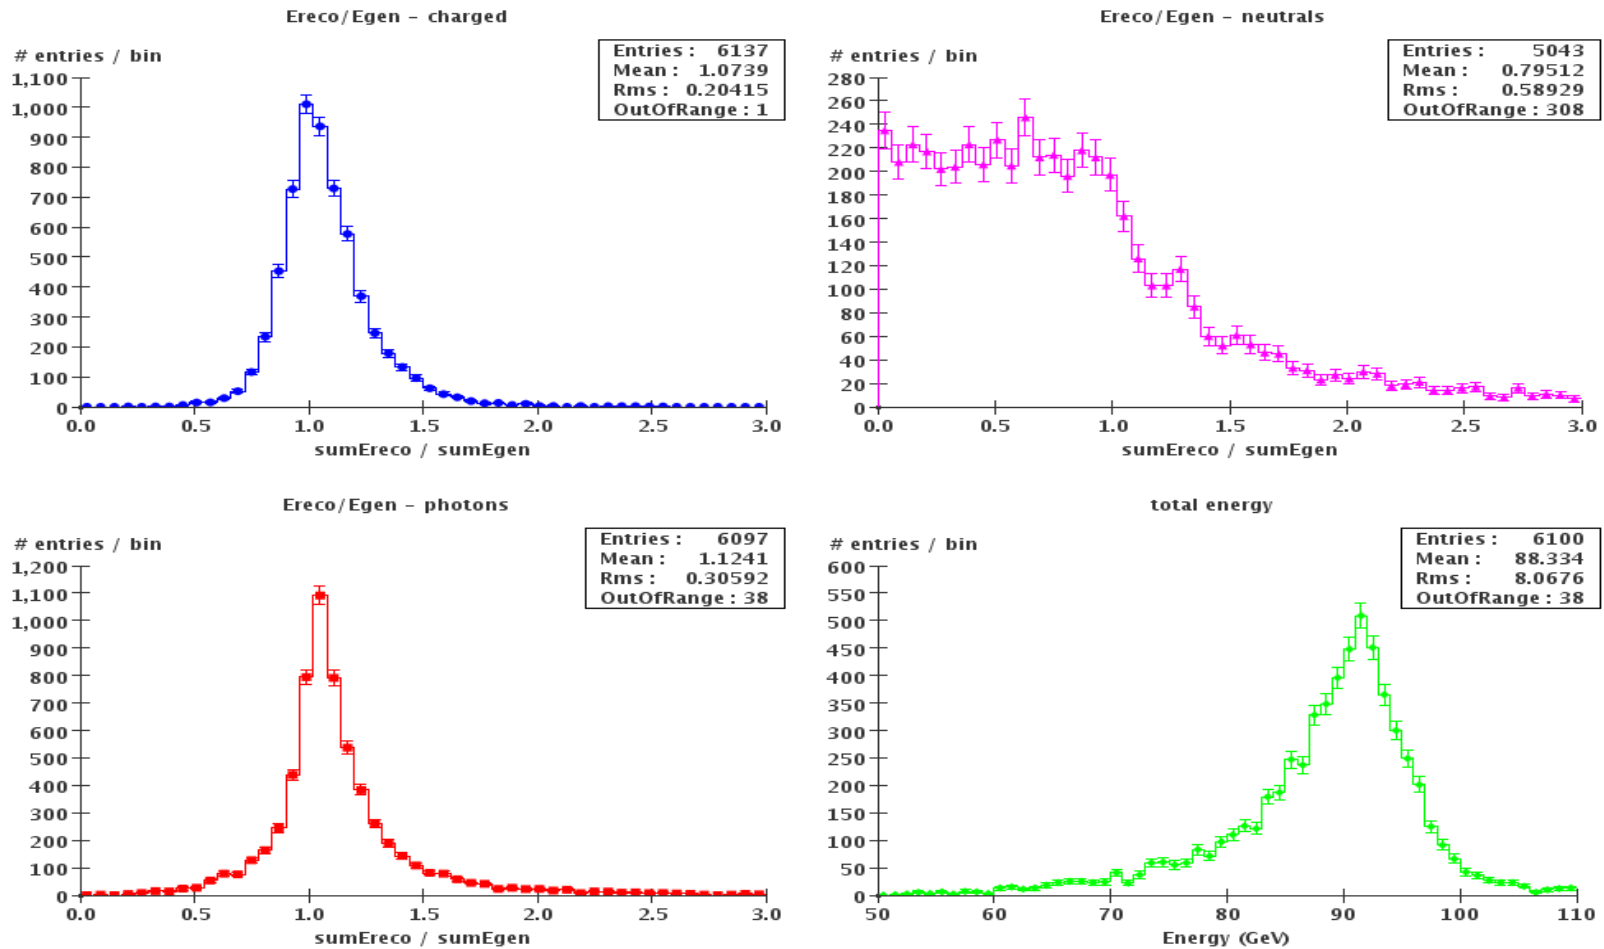 Ereco/Egen – charged
# entries / bin
Entries : 6137
Mean : 1.0739
Rms : 0.20415
OutOfRange : 1
1,100
1,000
900
800
700
600
500
400
300
200
100
0
0.0 0.5 1.0 1.5 2.0 2.5 3.0
sumEreco / sumEgen
Ereco/Egen – neutrals
# entries / bin
Entries : 5043
Mean : 0.79512
Rms : 0.58929
OutOfRange : 308
280
260
240
220
200
180
160
140
120
100
80
60
40
20
0
0.0 0.5 1.0 1.5 2.0 2.5 3.0
sumEreco / sumEgen
Ereco/Egen – photons
# entries / bin
Entries : 6097
Mean : 1.1241
Rms : 0.30592
OutOfRange : 38
1,200
1,100
1,000
900
800
700
600
500
400
300
200
100
0
0.0 0.5 1.0 1.5 2.0 2.5 3.0
sumEreco / sumEgen
total energy
# entries / bin
Entries : 6100
Mean : 88.334
Rms : 8.0676
OutOfRange : 38
600
550
500
450
400
350
300
250
200
150
100
50
0
50 60 70 80 90 100 110
Energy (GeV)